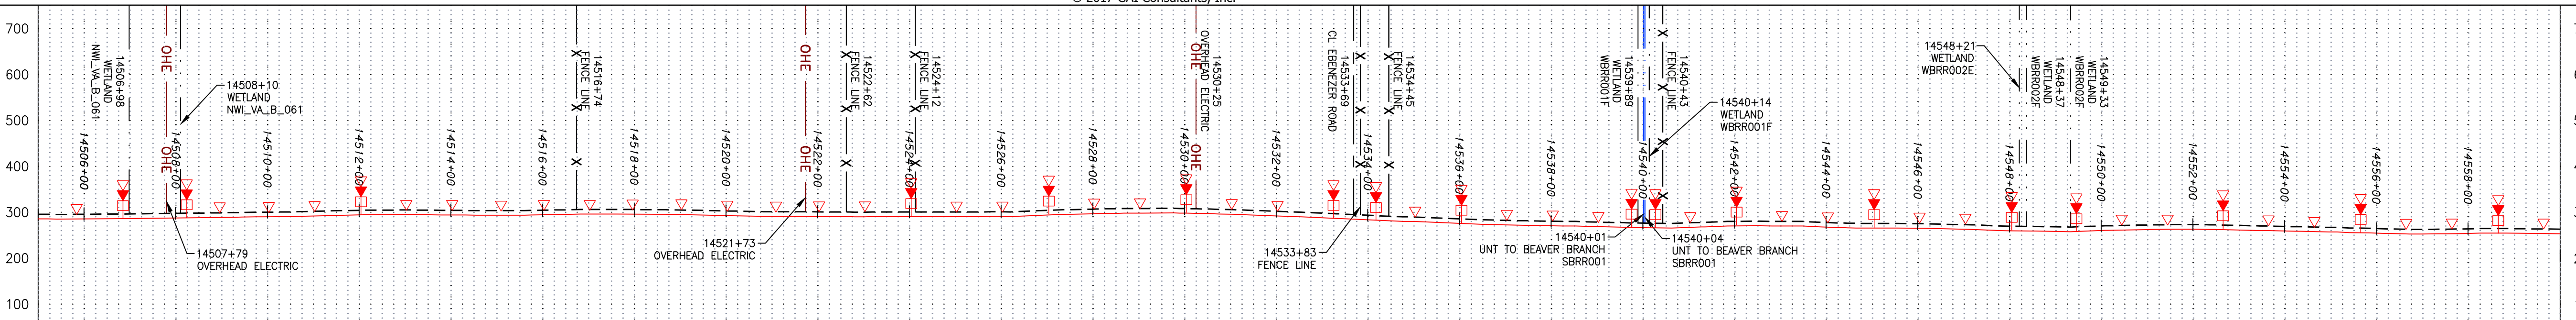 © 2017 GAI Consultants, Inc.
700
600
500
400
300
200
100
14506+98
WETLAND
NWI_VA_B_061
OHE
OHE
14508+10
WETLAND
NWI_VA_B_061
14507+79
OVERHEAD ELECTRIC
14516+74
FENCE LINE
OHE
OHE
14521+73
OVERHEAD ELECTRIC
14522+62
FENCE LINE
14524+12
FENCE LINE
14530+25
OVERHEAD ELECTRIC
OHE
OHE
14533+69
CL EBENEZER ROAD
14533+83
FENCE LINE
14534+45
FENCE LINE
14539+89
WETLAND
WBRR001F
14540+01
UNT TO BEAVER BRANCH
SBRR001
14540+04
UNT TO BEAVER BRANCH
SBRR001
14540+14
WETLAND
WBRR001F
14540+43
FENCE LINE
14548+21
WETLAND
WBRR002E
14548+37
WETLAND
WBRR002F
14549+33
WETLAND
WBRR002F
14506+00
14508+00
14510+00
14512+00
14514+00
14516+00
14518+00
14520+00
14522+00
14524+00
14526+00
14528+00
14530+00
14532+00
14534+00
14536+00
14538+00
14540+00
14542+00
14544+00
14546+00
14548+00
14550+00
14552+00
14554+00
14556+00
14558+00